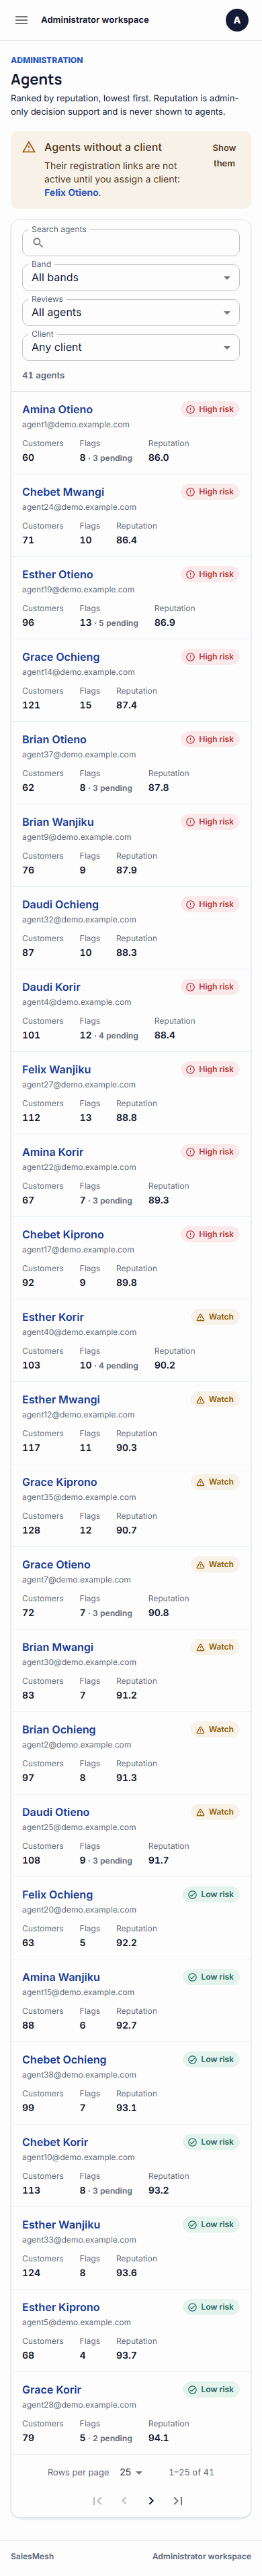 Administrator workspace
A
ADMINISTRATION
Agents
Ranked by reputation, lowest first. Reputation is admin-
only decision support and is never shown to agents.
Agents without a client
Their registration links are not
active until you assign a client:
Felix Otieno.
Show
them
Search agents
Band
All bands
Reviews
All agents
Client
Any client
41 agents
Amina Otieno High risk
agent1@demo.example.com
Customers Flags Reputation
60 8 · 3 pending 86.0
Chebet Mwangi High risk
agent24@demo.example.com
Customers Flags Reputation
71 10 86.4
Esther Otieno High risk
agent19@demo.example.com
Customers Flags Reputation
96 13 · 5 pending 86.9
Grace Ochieng High risk
agent14@demo.example.com
Customers Flags Reputation
121 15 87.4
Brian Otieno High risk
agent37@demo.example.com
Customers Flags Reputation
62 8 · 3 pending 87.8
Brian Wanjiku High risk
agent9@demo.example.com
Customers Flags Reputation
76 9 87.9
Daudi Ochieng High risk
agent32@demo.example.com
Customers Flags Reputation
87 10 88.3
Daudi Korir High risk
agent4@demo.example.com
Customers Flags Reputation
101 12 · 4 pending 88.4
Felix Wanjiku High risk
agent27@demo.example.com
Customers Flags Reputation
112 13 88.8
Amina Korir High risk
agent22@demo.example.com
Customers Flags Reputation
67 7 · 3 pending 89.3
Chebet Kiprono High risk
agent17@demo.example.com
Customers Flags Reputation
92 9 89.8
Esther Korir Watch
agent40@demo.example.com
Customers Flags Reputation
103 10 · 4 pending 90.2
Esther Mwangi Watch
agent12@demo.example.com
Customers Flags Reputation
117 11 90.3
Grace Kiprono Watch
agent35@demo.example.com
Customers Flags Reputation
128 12 90.7
Grace Otieno Watch
agent7@demo.example.com
Customers Flags Reputation
72 7 · 3 pending 90.8
Brian Mwangi Watch
agent30@demo.example.com
Customers Flags Reputation
83 7 91.2
Brian Ochieng Watch
agent2@demo.example.com
Customers Flags Reputation
97 8 91.3
Daudi Otieno Watch
agent25@demo.example.com
Customers Flags Reputation
108 9 · 3 pending 91.7
Felix Ochieng Low risk
agent20@demo.example.com
Customers Flags Reputation
63 5 92.2
Amina Wanjiku Low risk
agent15@demo.example.com
Customers Flags Reputation
88 6 92.7
Chebet Ochieng Low risk
agent38@demo.example.com
Customers Flags Reputation
99 7 93.1
Chebet Korir Low risk
agent10@demo.example.com
Customers Flags Reputation
113 8 · 3 pending 93.2
Esther Wanjiku Low risk
agent33@demo.example.com
Customers Flags Reputation
124 8 93.6
Esther Kiprono Low risk
agent5@demo.example.com
Customers Flags Reputation
68 4 93.7
Grace Korir Low risk
agent28@demo.example.com
Customers Flags Reputation
79 5 · 2 pending 94.1
Rows per page 25 1–25 of 41
SalesMesh Administrator workspace